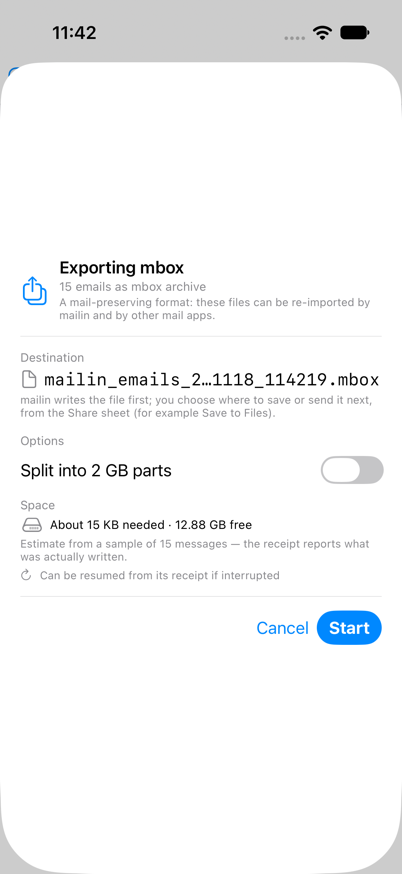 11:42
Exporting mbox
15 emails as mbox archive
A mail-preserving format: these files can be re-imported by
mailin and by other mail apps.
Destination
mailin_emails_2…1118_114219.mbox
mailin writes the file first; you choose where to save or send it next,
from the Share sheet (for example Save to Files).
Options
Split into 2 GB parts
Space
About 15 KB needed · 12.88 GB free
Estimate from a sample of 15 messages — the receipt reports what
was actually written.
Can be resumed from its receipt if interrupted
Cancel
Start